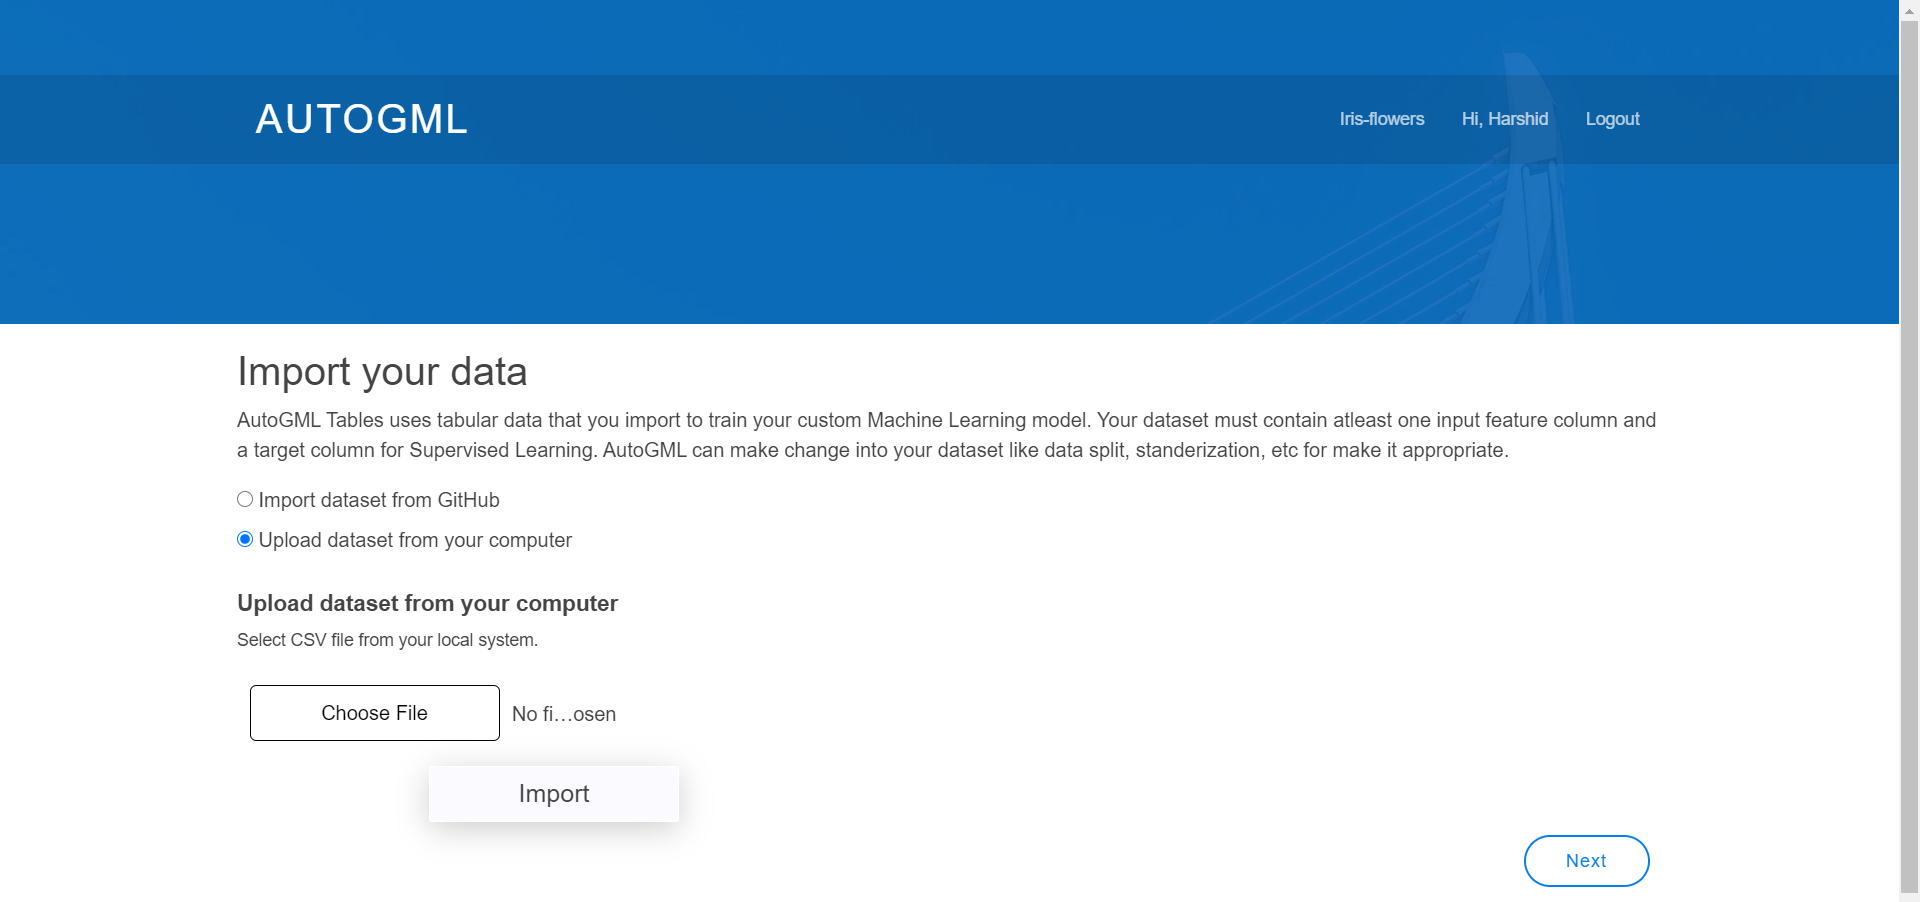 AUTOGML
Iris-flowers Hi, Harshid Logout
Import your data
AutoGML Tables uses tabular data that you import to train your custom Machine Learning model. Your dataset must contain atleast one input feature column and
a target column for Supervised Learning. AutoGML can make change into your dataset like data split, standerization, etc for make it appropriate.
Import dataset from GitHub
Upload dataset from your computer
Upload dataset from your computer
Select CSV file from your local system.
Choose File No fi…osen
Import
Next